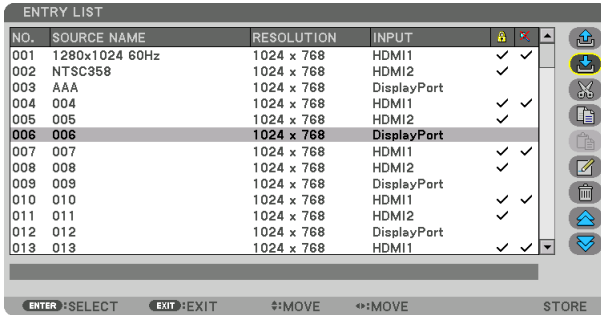 ENTRY LIST
NO. SOURCE NAME RESOLUTION INPUT
001 1280x1024 60Hz 1024 x 768 HDMI1 ✓ ✓
002 NTSC358 1024 x 768 HDMI2 ✓
003 AAA 1024 x 768 DisplayPort
004 004 1024 x 768 HDMI1 ✓ ✓
005 005 1024 x 768 HDMI2 ✓
006 006 1024 x 768 DisplayPort
007 007 1024 x 768 HDMI1 ✓ ✓
008 008 1024 x 768 HDMI2 ✓
009 009 1024 x 768 DisplayPort
010 010 1024 x 768 HDMI1 ✓ ✓
011 011 1024 x 768 HDMI2 ✓
012 012 1024 x 768 DisplayPort
013 013 1024 x 768 HDMI1 ✓ ✓
ENTER :SELECT EXIT :EXIT :MOVE :MOVE STORE